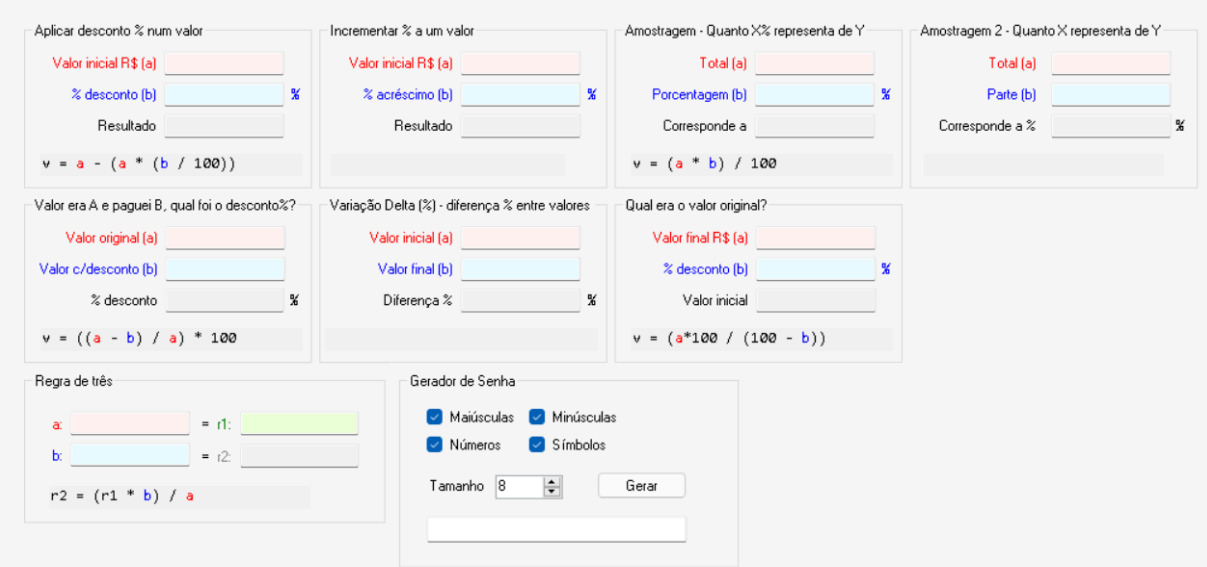 Aplicar desconto % num valor
Valor inicial R$ (a)
% desconto (b) %
Resultado
v = a - (a * (b / 100))
Incrementar % a um valor
Valor inicial R$ (a)
% acréscimo (b) %
Resultado
Amostragem - Quanto X% representa de Y
Total (a)
Porcentagem (b) %
Corresponde a
v = (a * b) / 100
Amostragem 2 - Quanto X representa de Y
Total (a)
Parte (b)
Corresponde a % %
Valor era A e paguei B, qual foi o desconto%?
Valor original (a)
Valor c/desconto (b)
% desconto %
v = ((a - b) / a) * 100
Variação Delta (%) - diferença % entre valores
Valor inicial (a)
Valor final (b)
Diferença % %
Qual era o valor original?
Valor final R$ (a)
% desconto (b) %
Valor inicial
v = (a*100 / (100 - b))
Regra de três
a: = r1:
b: = r2:
r2 = (r1 * b) / a
Gerador de Senha
Maiúsculas Minúsculas
Números Símbolos
Tamanho 8 Gerar